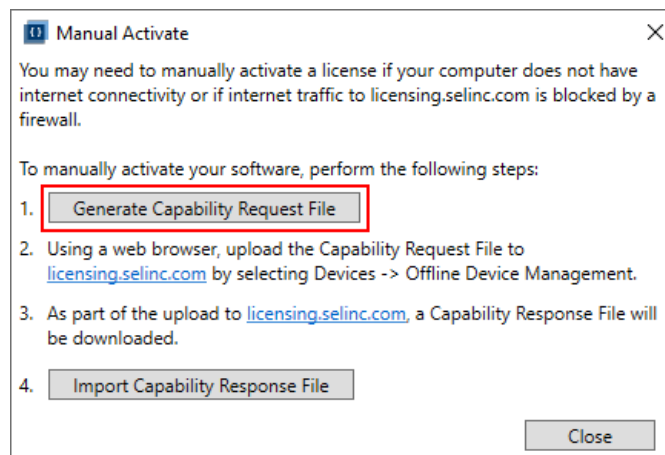 Manual Activate
You may need to manually activate a license if your computer does not have
internet connectivity or if internet traffic to licensing.selinc.com is blocked by a
firewall.
To manually activate your software, perform the following steps:
1. Generate Capability Request File
2. Using a web browser, upload the Capability Request File to
licensing.selinc.com by selecting Devices -> Offline Device Management.
3. As part of the upload to licensing.selinc.com, a Capability Response File will
be downloaded.
4. Import Capability Response File
Close